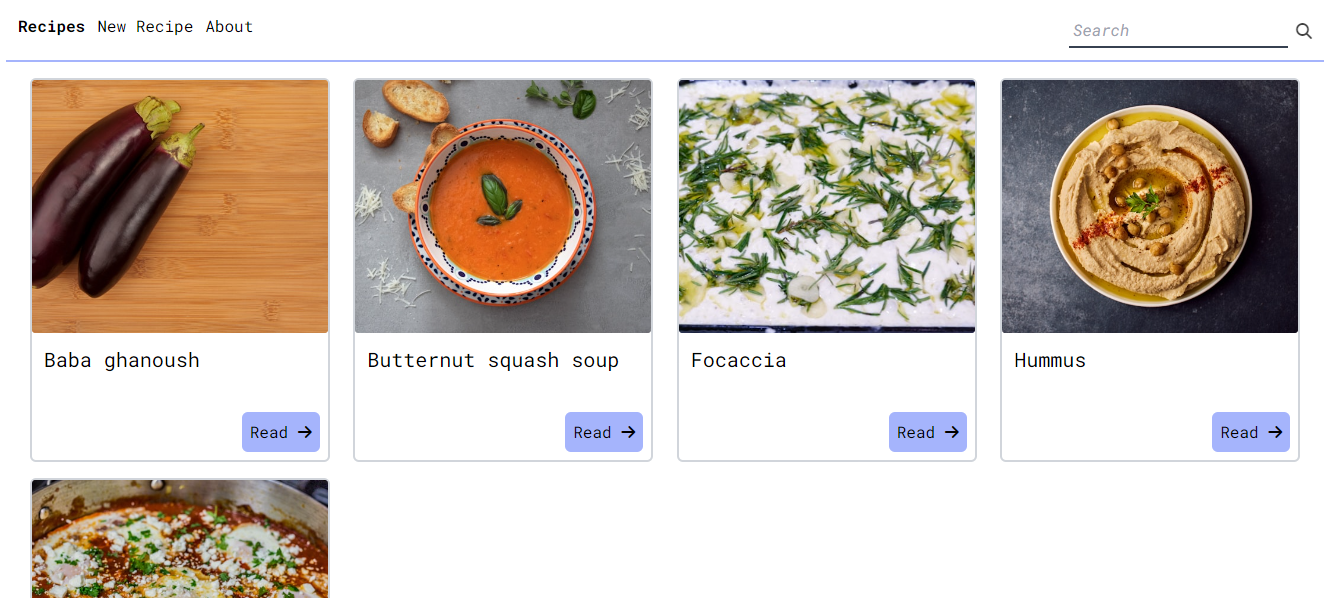 Recipes New Recipe About Search
Baba ghanoush Butternut squash soup Focaccia Hummus
Read Read Read Read